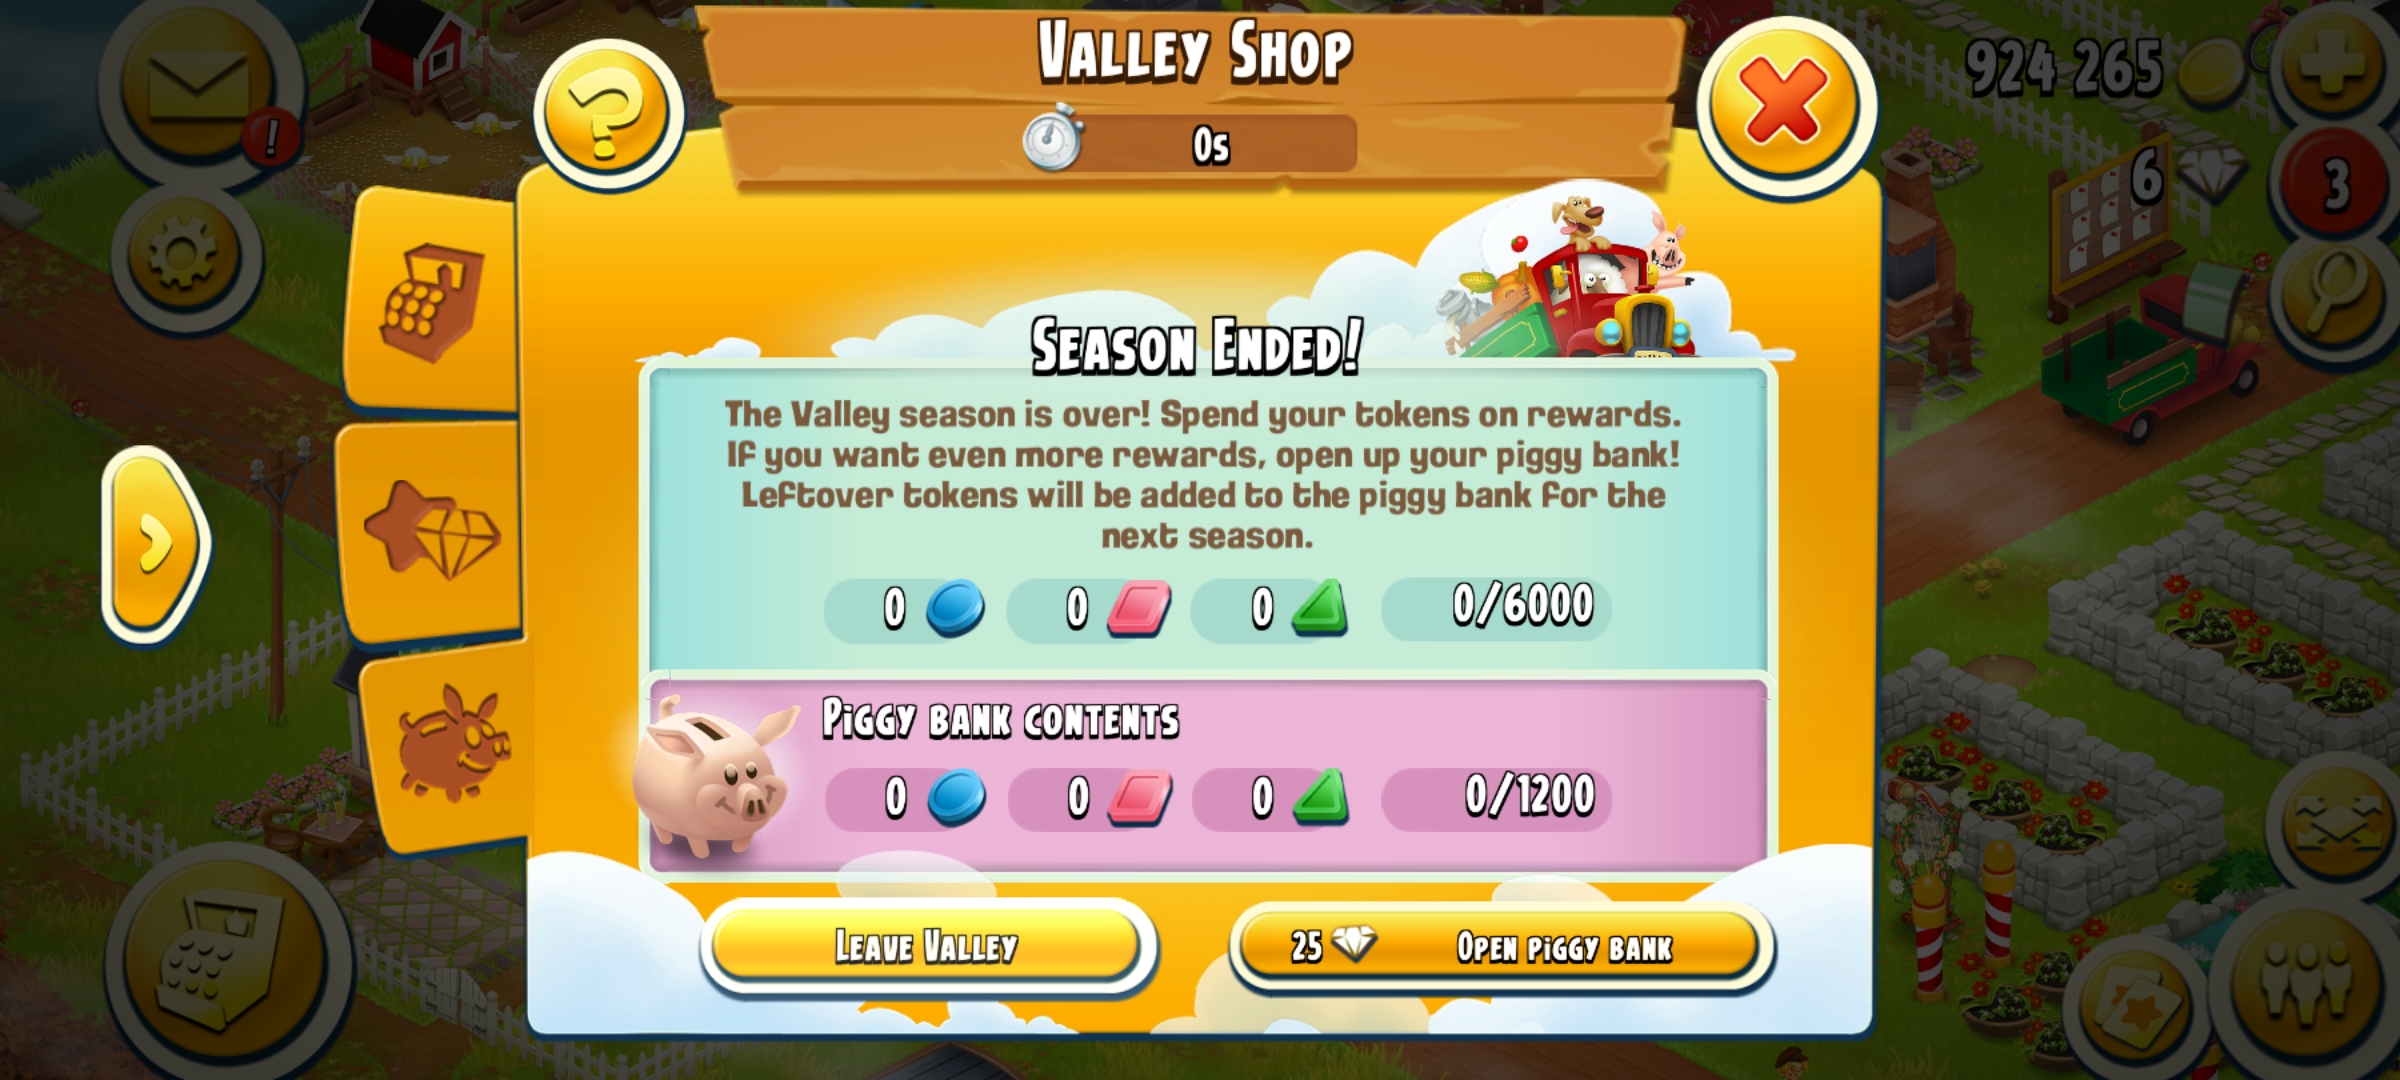 VALLEY SHOP
0s
924 265
6
3
!
SEASON ENDED!
The Valley season is over! Spend your tokens on rewards.
If you want even more rewards, open up your piggy bank!
Leftover tokens will be added to the piggy bank for the
next season.
0 0 0 0/6000
PIGGY BANK CONTENTS
0 0 0 0/1200
LEAVE VALLEY
25 OPEN PIGGY BANK